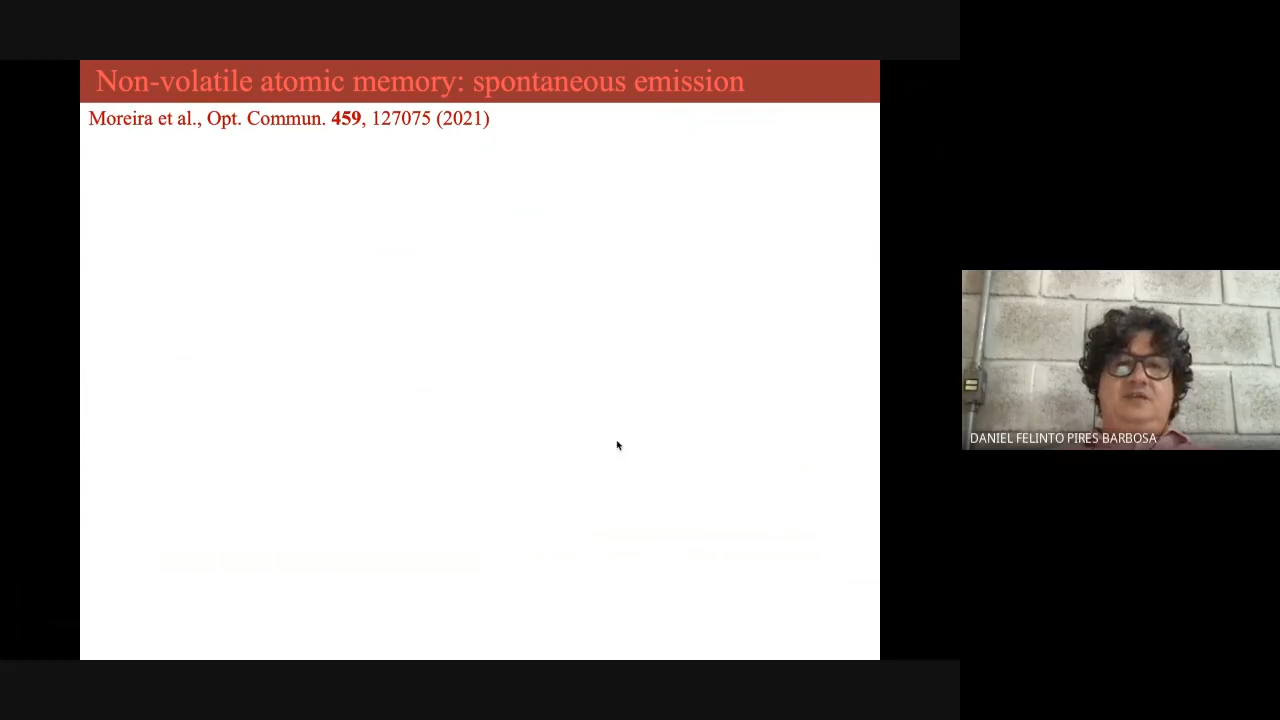 Non-volatile atomic memory: spontaneous emission
Moreira et al., Opt. Commun. 459, 127075 (2021)
DANIEL FELINTO PIRES BARBOSA